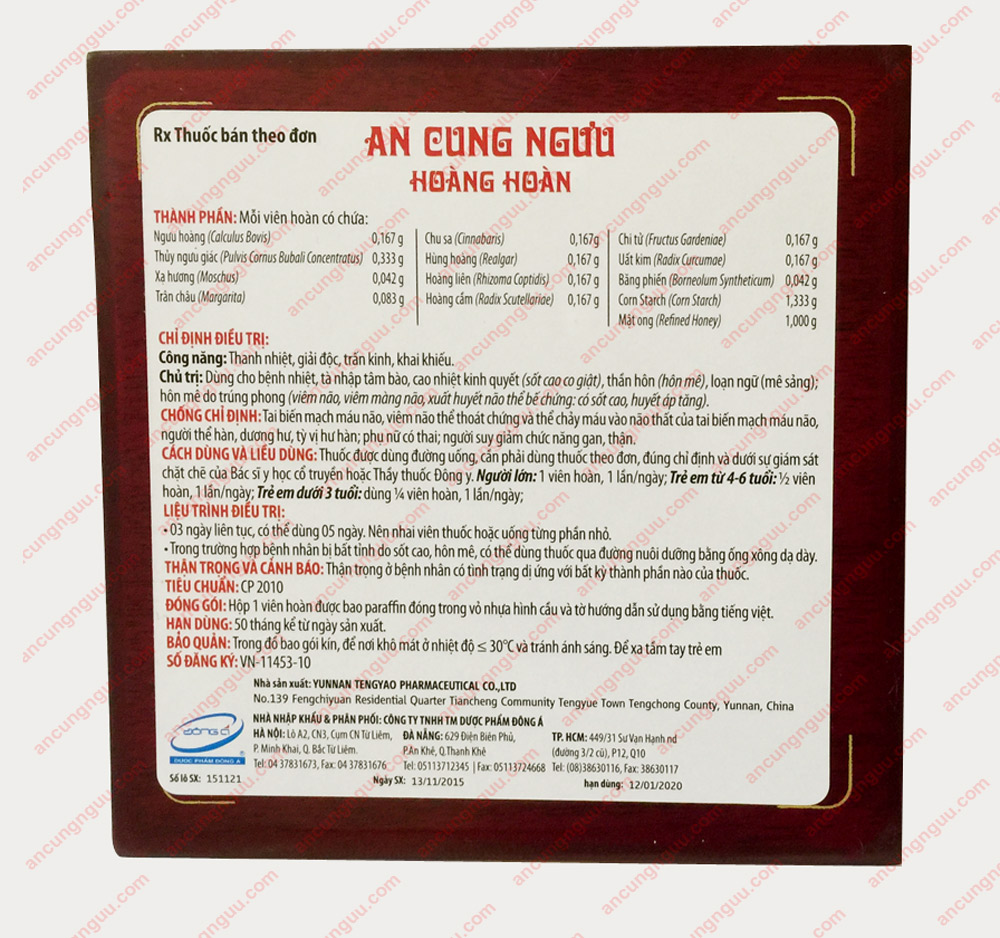 Rx Thuốc bán theo đơn
AN CUNG NGƯU
HOÀNG HOÀN
THÀNH PHẦN: Mỗi viên hoàn có chứa:
Ngưu hoàng (Calculus Bovis) 0,167 g
Thủy ngưu giác (Pulvis Cornus Bubali Concentratus) 0,333 g
Xạ hương (Moschus) 0,042 g
Trân châu (Margarita) 0,083 g
Chu sa (Cinnabaris) 0,167g
Hùng hoàng (Realgar) 0,167 g
Hoàng liên (Rhizoma Coptidis) 0,167 g
Hoàng cầm (Radix Scutellariae) 0,167 g
Chi tử (Fructus Gardeniae) 0,167 g
Uất kim (Radix Curcumae) 0,167 g
Băng phiến (Borneolum Syntheticum) 0,042 g
Corn Starch (Corn Starch) 1,333 g
Mật ong (Refined Honey) 1,000 g
CHỈ ĐỊNH ĐIỀU TRỊ:
Công năng: Thanh nhiệt, giải độc, trấn kinh, khai khiếu.
Chủ trị: Dùng cho bệnh nhiệt, tà nhập tâm bào, cao nhiệt kinh quyết (sốt cao co giật), thần hôn (hôn mê), loạn ngữ (mê sảng);
hôn mê do trúng phong (viêm não, viêm màng não, xuất huyết não thể bế chứng: có sốt cao, huyết áp tăng).
CHỐNG CHỈ ĐỊNH: Tai biến mạch máu não, viêm não thể thoát chứng và thể chảy máu vào não thất của tai biến mạch máu não,
người thể hàn, dương hư, tỳ vị hư hàn; phụ nữ có thai; người suy giảm chức năng gan, thận.
CÁCH DÙNG VÀ LIỀU DÙNG: Thuốc được dùng đường uống, cần phải dùng thuốc theo đơn, đúng chỉ định và dưới sự giám sát
chặt chẽ của Bác sĩ y học cổ truyền hoặc Thầy thuốc Đông y. Người lớn: 1 viên hoàn, 1 lần/ngày; Trẻ em từ 4-6 tuổi: ½ viên
hoàn, 1 lần/ngày; Trẻ em dưới 3 tuổi: dùng ¼ viên hoàn, 1 lần/ngày;
LIỆU TRÌNH ĐIỀU TRỊ:
• 03 ngày liên tục, có thể dùng 05 ngày. Nên nhai viên thuốc hoặc uống từng phần nhỏ.
• Trong trường hợp bệnh nhân bị bất tỉnh do sốt cao, hôn mê, có thể dùng thuốc qua đường nuôi dưỡng bằng ống xông dạ dày.
THẬN TRỌNG VÀ CẢNH BÁO: Thận trọng ở bệnh nhân có tình trạng dị ứng với bất kỳ thành phần nào của thuốc.
TIÊU CHUẨN: CP 2010
ĐÓNG GÓI: Hộp 1 viên hoàn được bao paraffin đóng trong vỏ nhựa hình cầu và tờ hướng dẫn sử dụng bằng tiếng việt.
HẠN DÙNG: 50 tháng kể từ ngày sản xuất.
BẢO QUẢN: Trong đồ bao gói kín, để nơi khô mát ở nhiệt độ ≤ 30°C và tránh ánh sáng. Để xa tầm tay trẻ em
SỐ ĐĂNG KÝ: VN-11453-10
Nhà sản xuất: YUNNAN TENGYAO PHARMACEUTICAL CO.,LTD
No.139 Fengchiyuan Residential Quarter Tiancheng Community Tengyue Town Tengchong County, Yunnan, China
NHÀ NHẬP KHẨU & PHÂN PHỐI: CÔNG TY TNHH TM DƯỢC PHẨM ĐÔNG Á
HÀ NỘI: Lô A2, CN3, Cụm CN Từ Liêm,
P. Minh Khai, Q. Bắc Từ Liêm.
Tel: 04 37831673, Fax: 04 37831676
ĐÀ NẴNG: 629 Điện Biên Phủ,
P.An Khê, Q.Thanh Khê
Tel: 05113712345 | Fax: 05113724668
TP. HCM: 449/31 Sư Vạn Hạnh nd
(đường 3/2 cũ), P12, Q10
Tel: (08)38630116, Fax: 38630117
ĐÔNG Á ®
DƯỢC PHẨM ĐÔNG Á
Số lô SX: 151121
Ngày SX: 13/11/2015
hạn dùng: 12/01/2020
ancungnguu.com